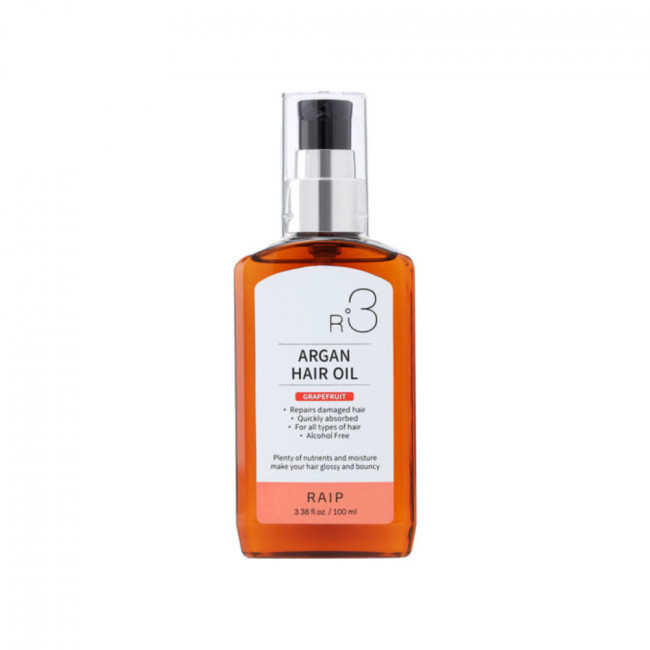 R°3
ARGAN
HAIR OIL
GRAPEFRUIT
• Repairs damaged hair
• Quickly absorbed
• For all types of hair
• Alcohol Free
Plenty of nutrients and moisture
make your hair glossy and bouncy
RAIP
3.38 fl.oz / 100 ml